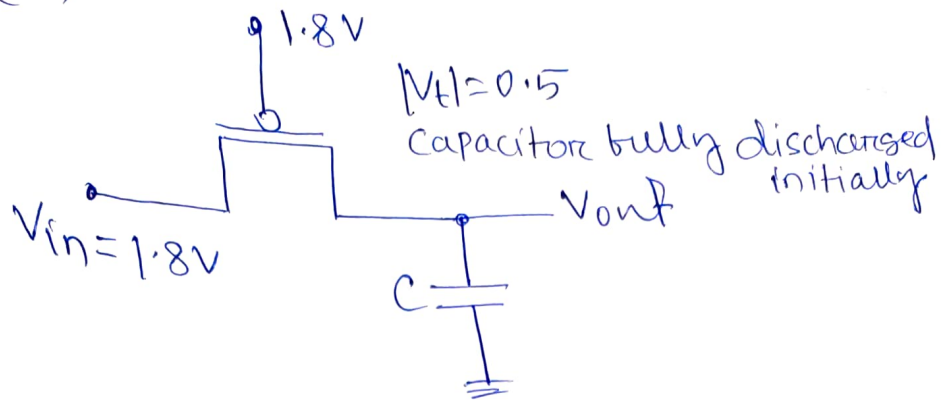 1.8V
|Vt|=0.5
Capacitor fully discharged
initially
Vout
Vin=1.8V
C